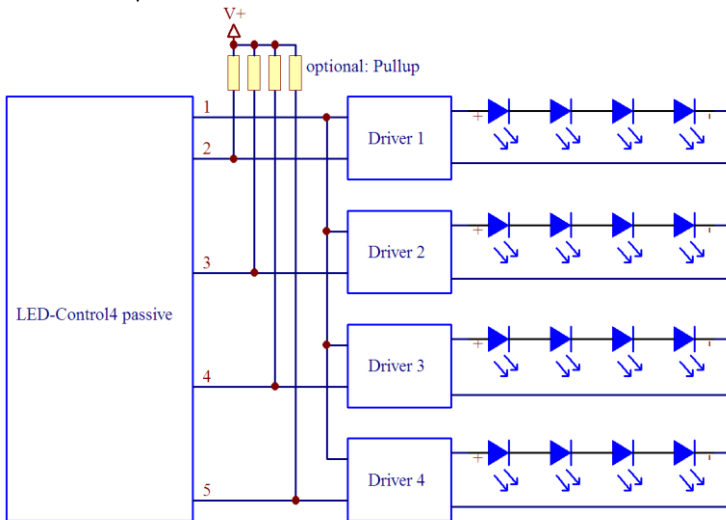 V+
optional: Pullup
1
Driver 1
+
-
2
Driver 2
+
-
3
LED-Control4 passive
Driver 3
+
-
4
Driver 4
+
-
5